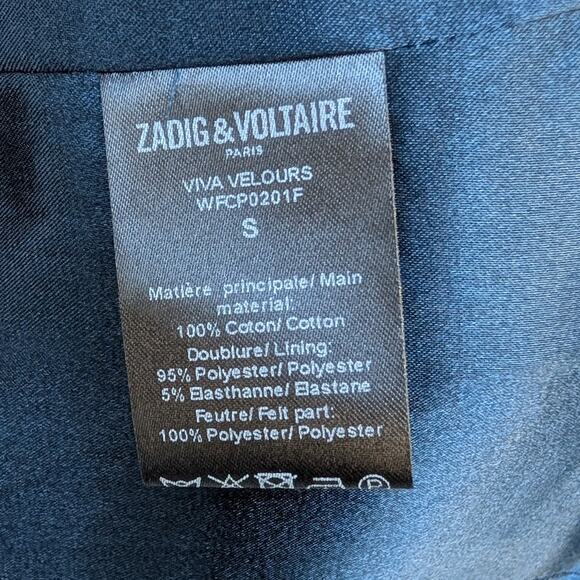 ZADIG & VOLTAIRE
PARIS
VIVA VELOURS
WFCP0201F
S
Matière principale/ Main
material:
100% Coton/ Cotton
Doublure/ Lining:
95% Polyester/ Polyester
5% Elasthanne/ Elastane
Feutre/ Felt part:
100% Polyester/ Polyester
P